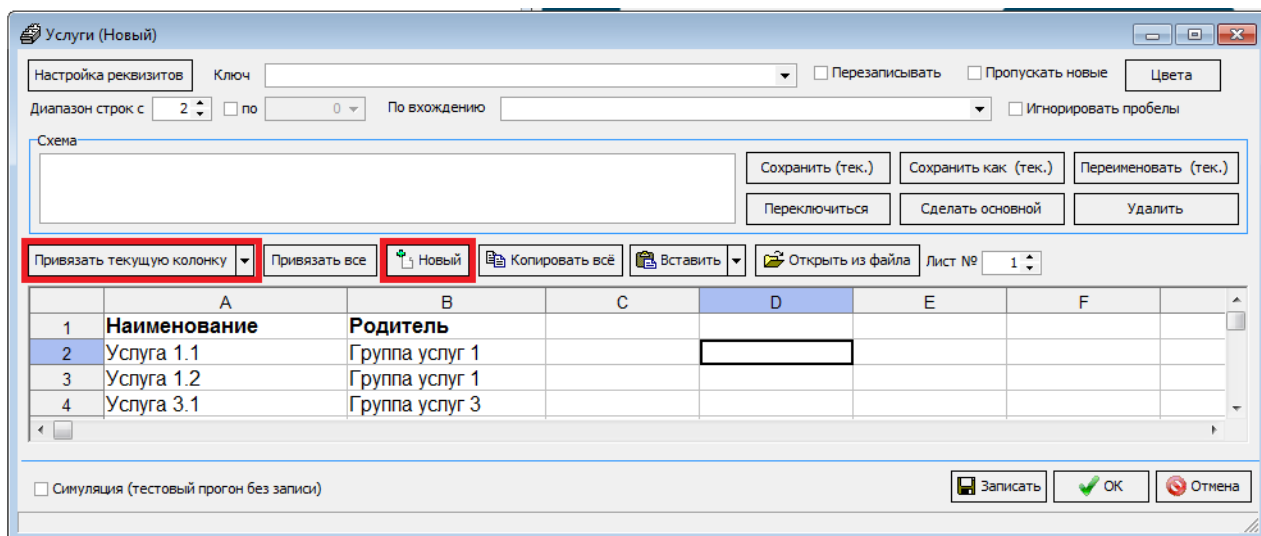 Услуги (Новый)
Настройка реквизитов Ключ Перезаписывать Пропускать новые Цвета
Диапазон строк с 2 по 0 По вхождению Игнорировать пробелы
Схема
Сохранить (тек.) Сохранить как (тек.) Переименовать (тек.)
Переключиться Сделать основной Удалить
Привязать текущую колонку Привязать все Новый Копировать всё Вставить Открыть из файла Лист № 1
A B C D E F
1 Наименование Родитель
2 Услуга 1.1 Группа услуг 1
3 Услуга 1.2 Группа услуг 1
4 Услуга 3.1 Группа услуг 3
Симуляция (тестовый прогон без записи) Записать OK Отмена